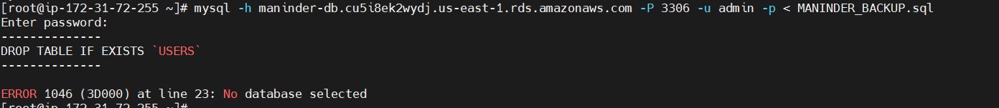 [root@ip-172-31-72-255 ~]# mysql -h maninder-db.cu5i8ek2wydj.us-east-1.rds.amazonaws.com -P 3306 -u admin -p < MANINDER_BACKUP.sql
Enter password:
--------------
DROP TABLE IF EXISTS `USERS`
--------------
ERROR 1046 (3D000) at line 23: No database selected
[root@ip-172-31-72-255 ~]#